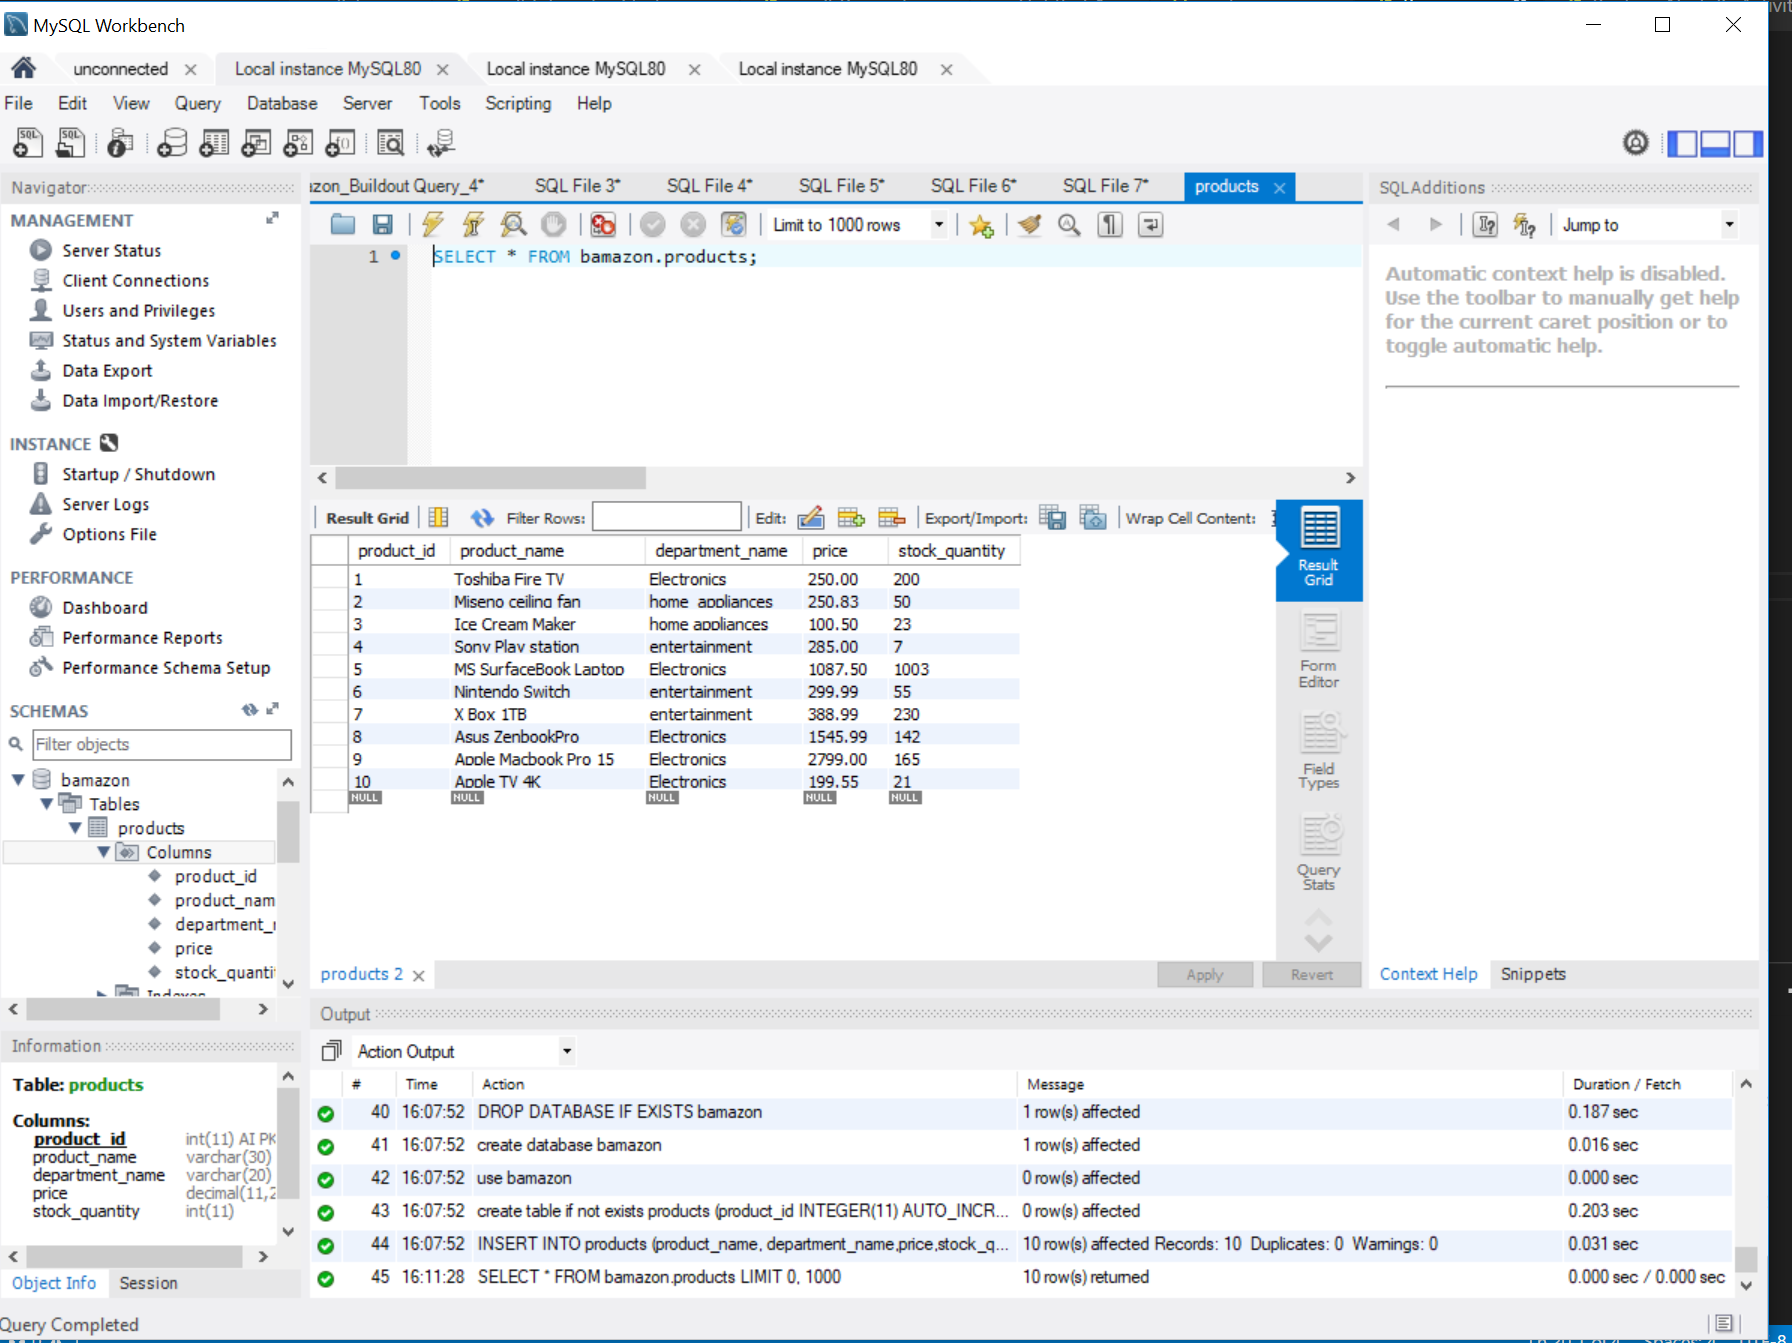 MySQL Workbench
unconnected
Local instance MySQL80
Local instance MySQL80
Local instance MySQL80
File Edit View Query Database Server Tools Scripting Help
Navigator
MANAGEMENT
Server Status
Client Connections
Users and Privileges
Status and System Variables
Data Export
Data Import/Restore
INSTANCE
Startup / Shutdown
Server Logs
Options File
PERFORMANCE
Dashboard
Performance Reports
Performance Schema Setup
SCHEMAS
Filter objects
bamazon
Tables
products
Columns
product_id
product_nam
department_
price
stock_quanti
Indexes
Information
Table: products
Columns:
product_id int(11) AI PK
product_name varchar(30)
department_name varchar(20)
price decimal(11,2
stock_quantity int(11)
Object Info Session
Query Completed
azon_Buildout Query_4* SQL File 3* SQL File 4* SQL File 5* SQL File 6* SQL File 7* products
Limit to 1000 rows
1 SELECT * FROM bamazon.products;
Result Grid Filter Rows: Edit: Export/Import: Wrap Cell Content:
product_id product_name department_name price stock_quantity
1 Toshiba Fire TV Electronics 250.00 200
2 Miseno ceiling fan home_appliances 250.83 50
3 Ice Cream Maker home appliances 100.50 23
4 Sony Play station entertainment 285.00 7
5 MS SurfaceBook Laptop Electronics 1087.50 1003
6 Nintendo Switch entertainment 299.99 55
7 X Box 1TB entertainment 388.99 230
8 Asus ZenbookPro Electronics 1545.99 142
9 Apple Macbook Pro 15 Electronics 2799.00 165
10 Apple TV 4K Electronics 199.55 21
NULL NULL NULL NULL NULL
Result
Grid
Form
Editor
Field
Types
Query
Stats
products 2
Apply Revert
SQLAdditions
Jump to
Automatic context help is disabled.
Use the toolbar to manually get help
for the current caret position or to
toggle automatic help.
Context Help Snippets
Output
Action Output
# Time Action Message Duration / Fetch
40 16:07:52 DROP DATABASE IF EXISTS bamazon 1 row(s) affected 0.187 sec
41 16:07:52 create database bamazon 1 row(s) affected 0.016 sec
42 16:07:52 use bamazon 0 row(s) affected 0.000 sec
43 16:07:52 create table if not exists products (product_id INTEGER(11) AUTO_INCR... 0 row(s) affected 0.203 sec
44 16:07:52 INSERT INTO products (product_name, department_name,price,stock_q... 10 row(s) affected Records: 10 Duplicates: 0 Warnings: 0 0.031 sec
45 16:11:28 SELECT * FROM bamazon.products LIMIT 0, 1000 10 row(s) returned 0.000 sec / 0.000 sec